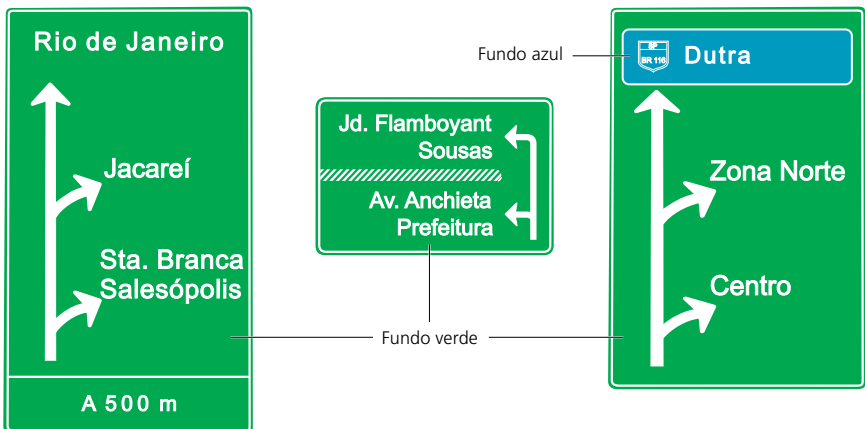 Rio de Janeiro
Jacareí
Sta. Branca
Salesópolis
A 500 m
Jd. Flamboyant
Sousas
Av. Anchieta
Prefeitura
Fundo azul
SP
BR 116
Dutra
Zona Norte
Centro
Fundo verde